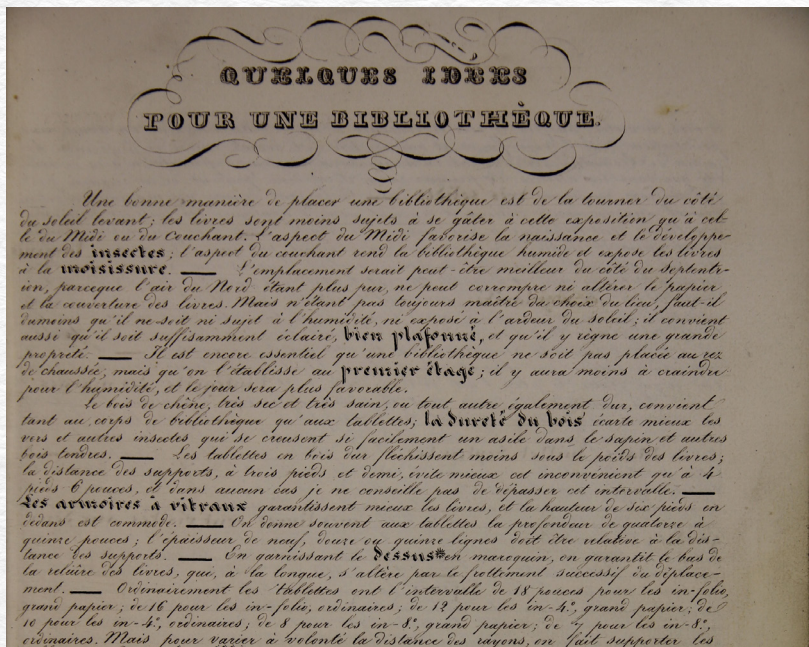 QUELQUES IDÉES
POUR UNE BIBLIOTHÈQUE.
Une bonne manière de placer une bibliothèque est de la tourner du côté
du soleil levant; les livres sont moins sujets à se gâter à cette exposition qu'à cel-
le du Midi ou du Couchant. L'aspect du Midi favorise la naissance et le développe-
ment des insectes; l'aspect du couchant rend la bibliothèque humide et expose les livres
à la moisissure. — L'emplacement serait peut-être meilleur du côté du septentr-
ion, parceque l'air du Nord étant plus pur, ne peut corrompre ni altérer le papier
et la couverture des livres. Mais n'étant pas toujours maître du choix du lieu, faut-il
dumoins qu'il ne soit ni sujet à l'humidité, ni exposé à l'ardeur du soleil; il convient
aussi qu'il soit suffisamment éclairé, bien plafonné, et qu'il y règne une grande
propreté. — Il est encore essentiel qu'une bibliothèque ne soit pas placée au rez
de chaussée, mais qu'on l'établisse au premier étage; il y aura moins à craindre
pour l'humidité, et le jour sera plus favorable.
Le bois de chêne, très sec et très sain, ou tout autre également dur, convient
tant au corps de bibliothèque qu'aux tablettes; la dureté du bois écarte mieux les
vers et autres insectes qui se creusent si facilement un asile dans le sapin et autres
bois tendres. — Les tablettes en bois dur fléchissent moins sous le poids des livres;
la distance des supports, à trois pieds et demi, évite mieux cet inconvénient qu'à 4
pieds 6 pouces, et dans aucun cas je ne conseille pas de dépasser cet intervalle. —
Les armoires à vitraux garantissent mieux les livres, et la hauteur de six pieds en
dedans est commode. — On donne souvent aux tablettes la profondeur de quatorze à
quinze pouces; l'épaisseur de neuf, douze ou quinze lignes doit être relative à la dis-
tance des supports. — En garnissant le dessus* en maroquin, on garantit le bas de
la reliûre des livres, qui, à la longue, s'altère par le frottement successif du déplace-
ment. — Ordinairement les tablettes ont l'intervalle de 18 pouces pour les in-folio,
grand papier; de 16 pour les in-folio, ordinaires; de 12 pour les in-4º, grand papier; de
10 pour les in-4º, ordinaires; de 8 pour les in-8º, grand papier; de 7 pour les in-8º,
ordinaires. Mais pour varier à volonté la distance des rayons, on fait supporter les